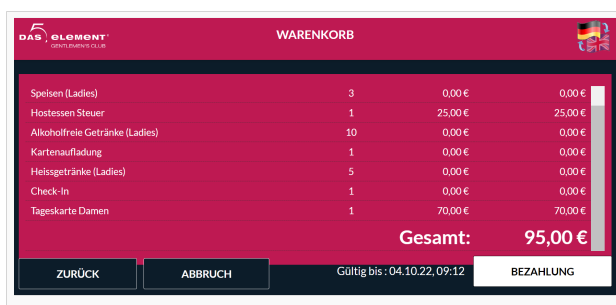 DAS 5. ELEMENT
GENTLEMEN'S CLUB
WARENKORB
Speisen (Ladies) 3 0,00 € 0,00 €
Hostessen Steuer 1 25,00 € 25,00 €
Alkoholfreie Getränke (Ladies) 10 0,00 € 0,00 €
Kartenaufladung 1 0,00 € 0,00 €
Heissgetränke (Ladies) 5 0,00 € 0,00 €
Check-In 1 0,00 € 0,00 €
Tageskarte Damen 1 70,00 € 70,00 €
Gesamt: 95,00 €
ZURÜCK ABBRUCH Gültig bis : 04.10.22, 09:12 BEZAHLUNG